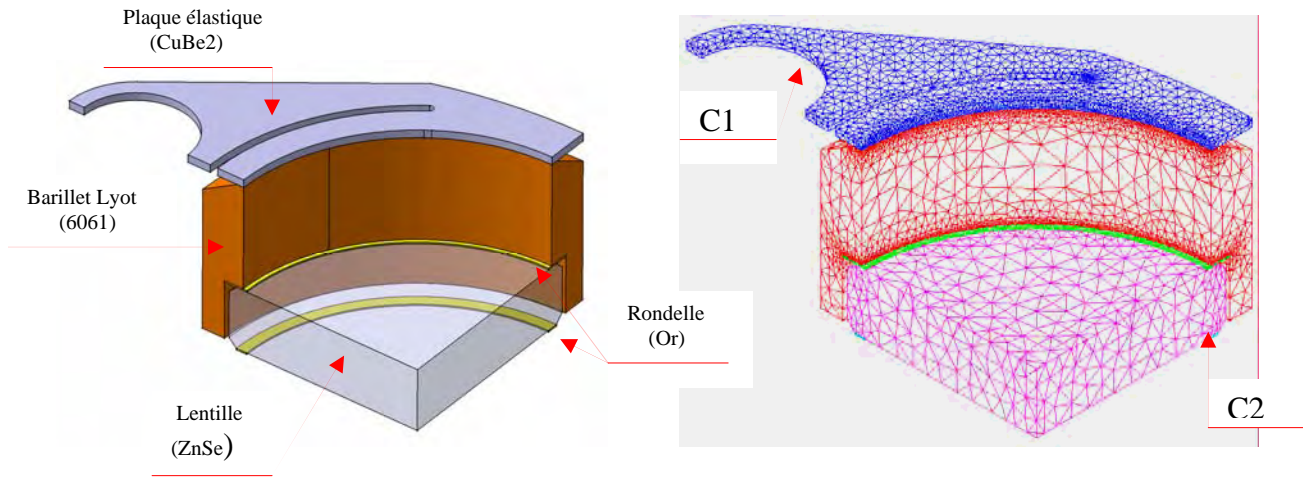 Plaque élastique
(CuBe2)
Barillet Lyot
(6061)
Rondelle
(Or)
Lentille
(ZnSe)
C1
C2